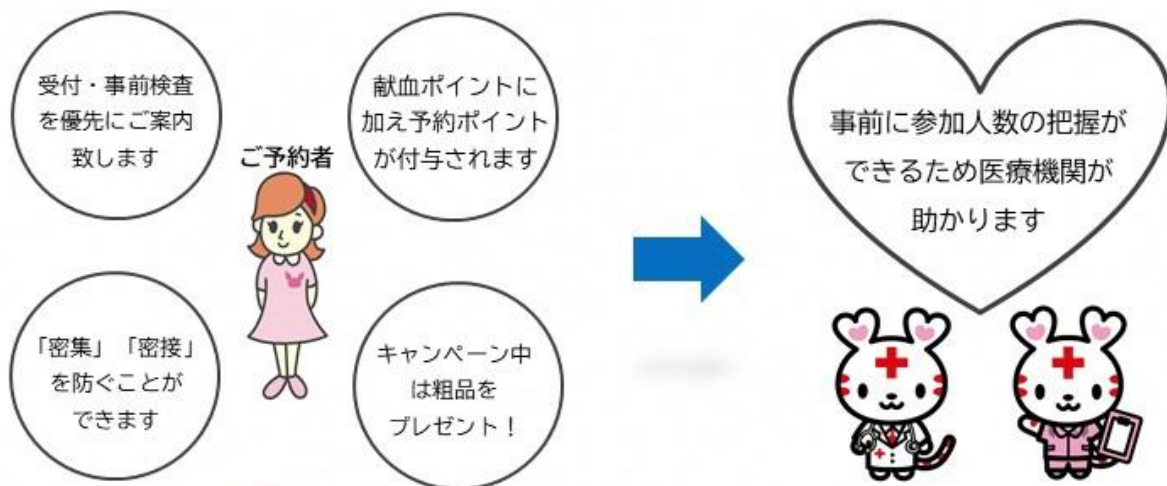 受付・事前検査
を優先にご案内
致します
献血ポイントに
加え予約ポイント
が付与されます
ご予約者
「密集」「密接」
を防ぐことが
できます
キャンペーン中
は粗品を
プレゼント！
事前に参加人数の把握が
できるため医療機関が
助かります